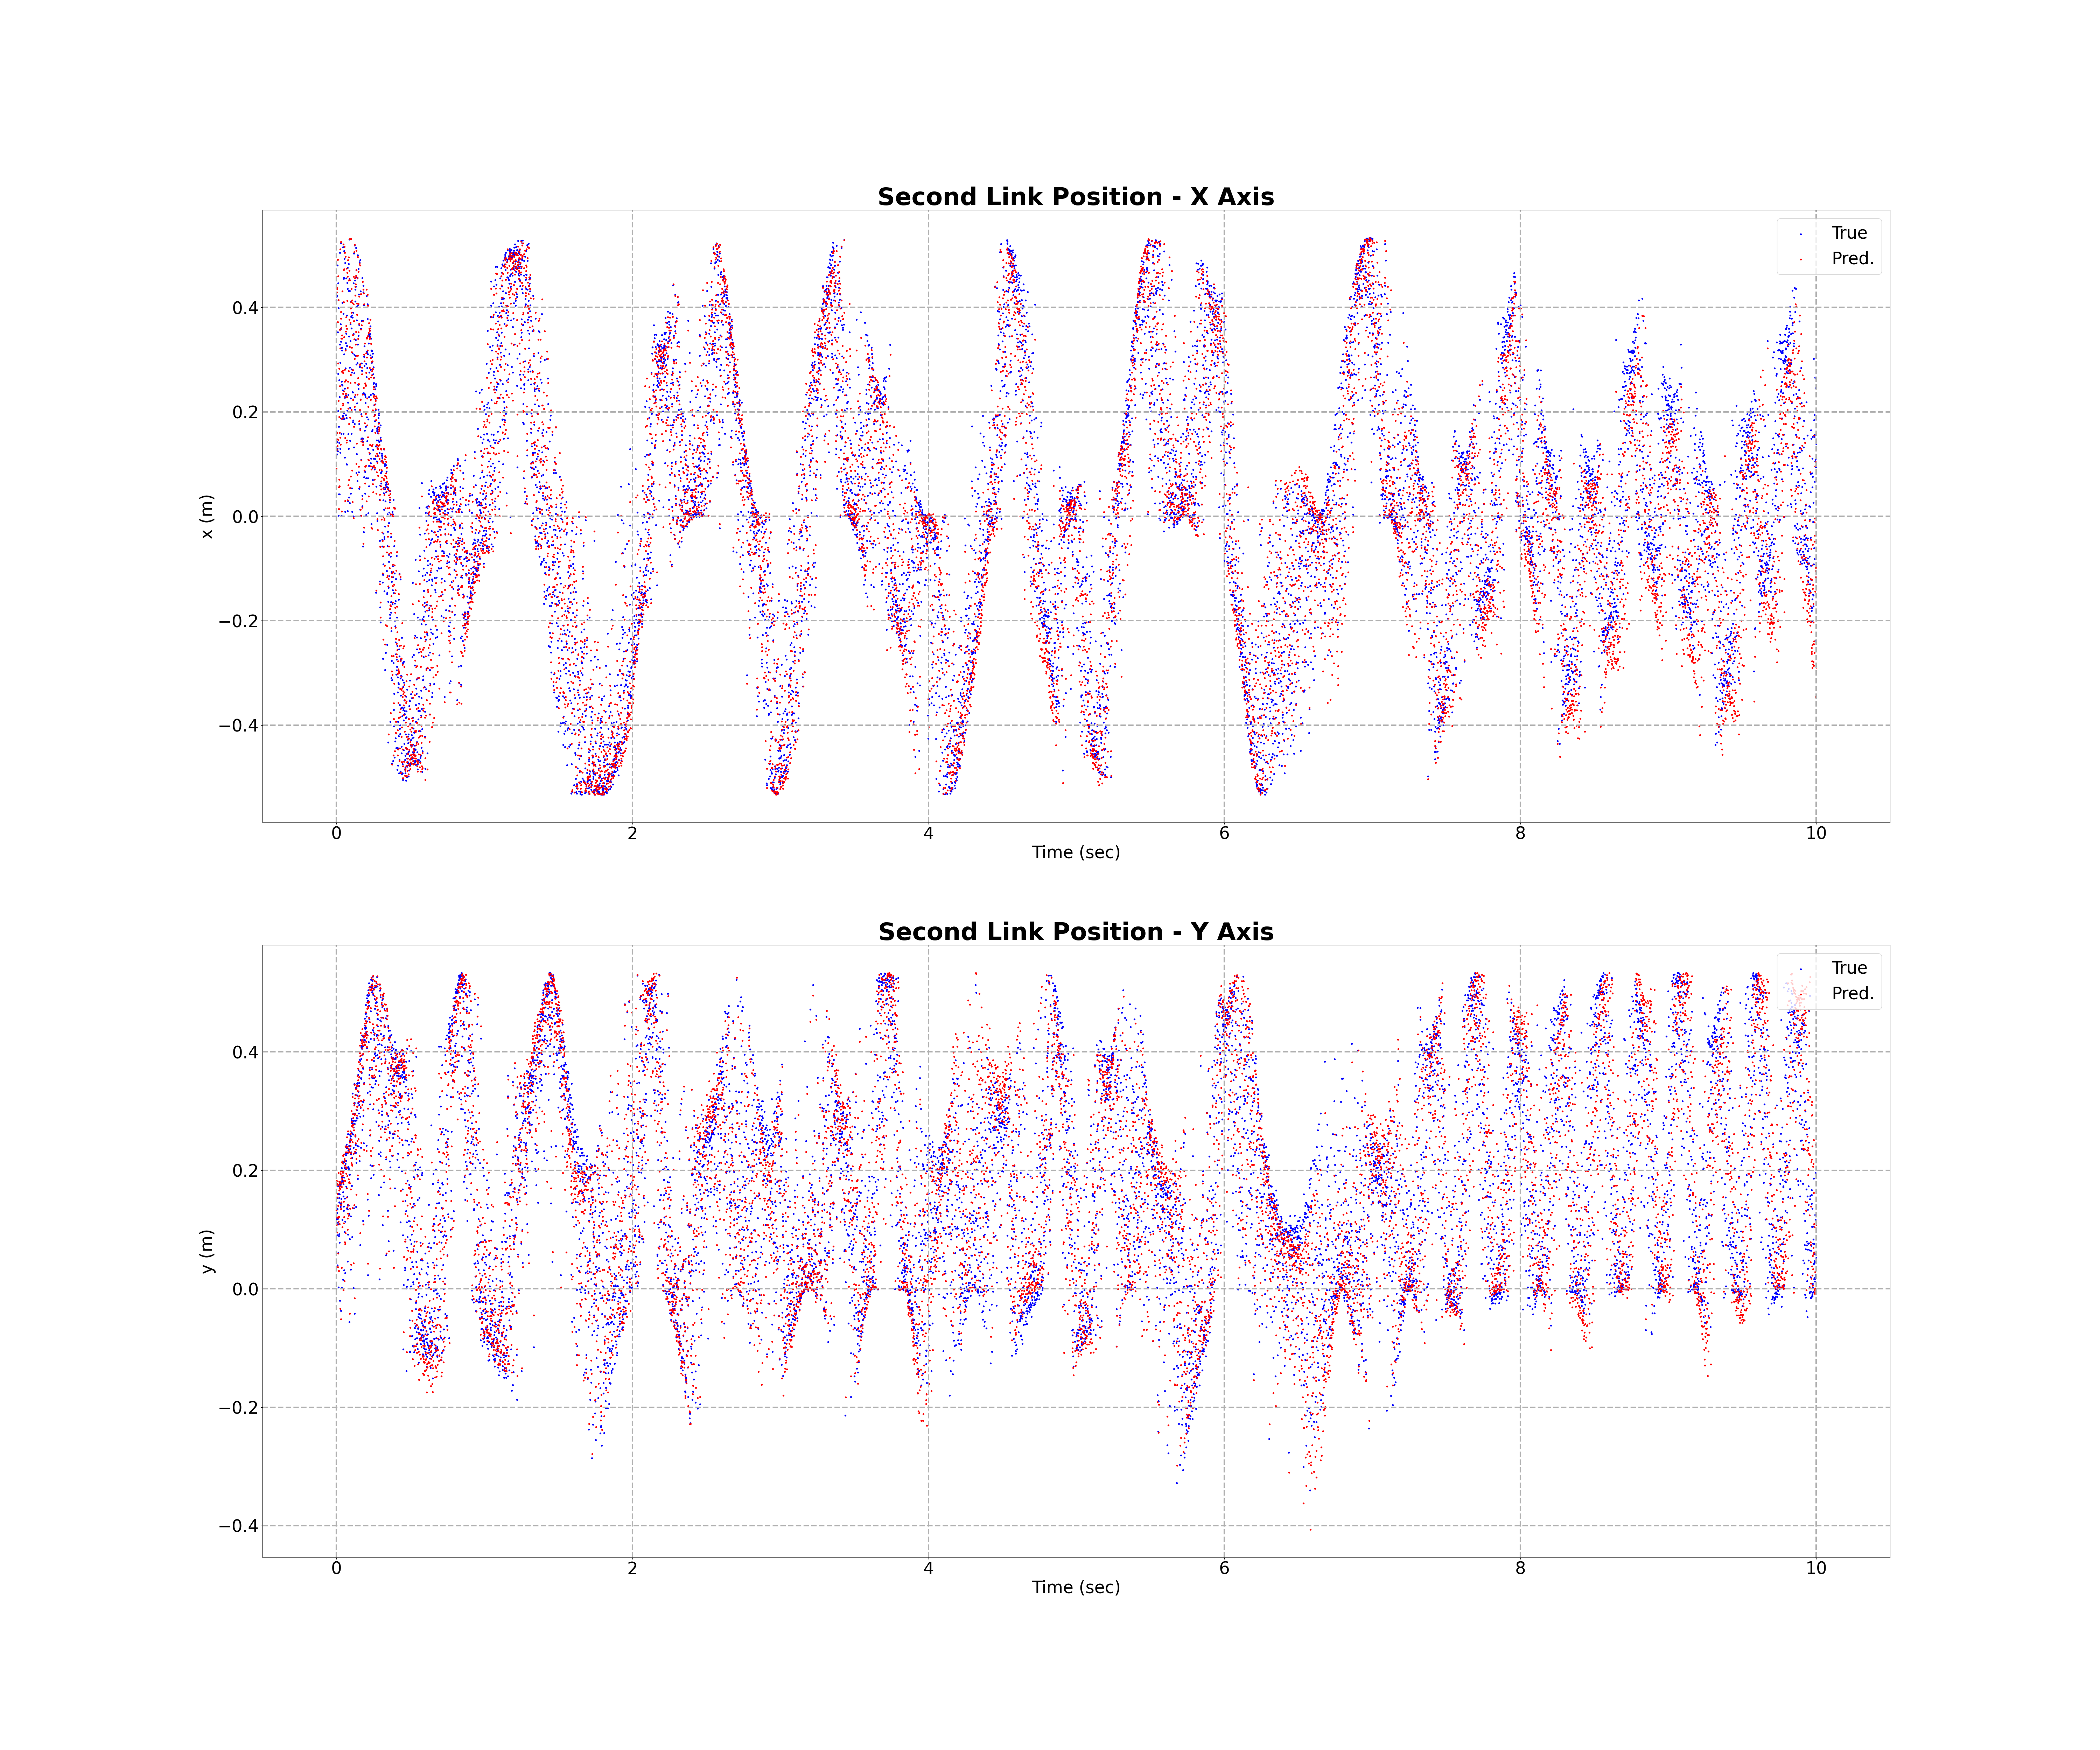 Second Link Position - X Axis
True
Pred.
0.4
0.2
0.0
−0.2
−0.4
x (m)
0 2 4 6 8 10
Time (sec)
Second Link Position - Y Axis
True
Pred.
0.4
0.2
0.0
−0.2
−0.4
y (m)
0 2 4 6 8 10
Time (sec)